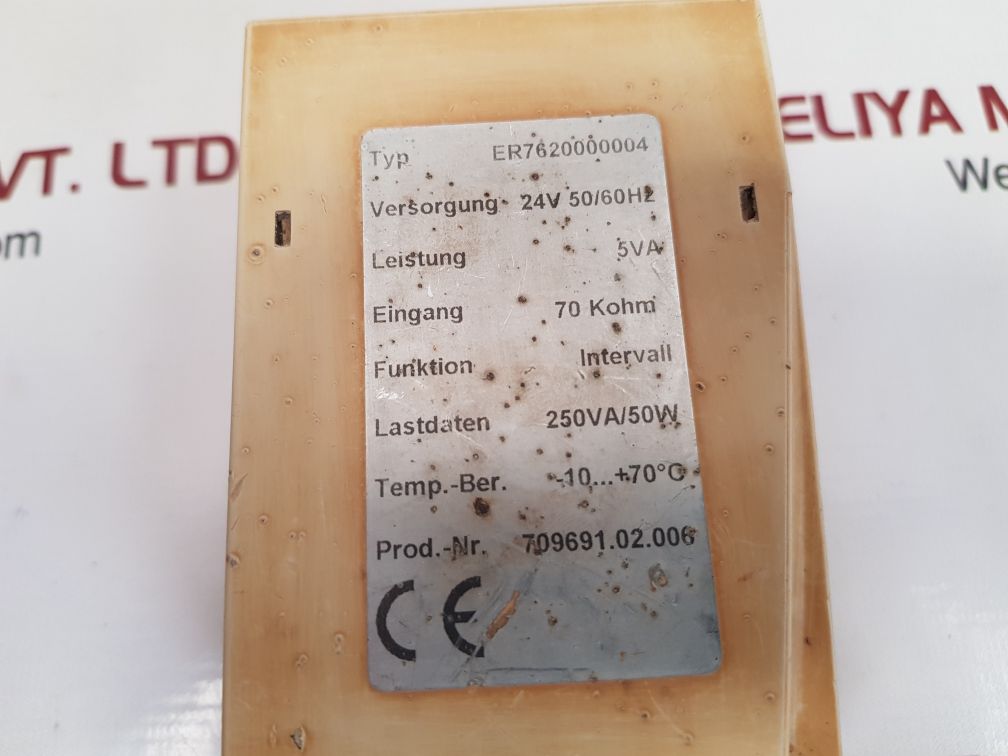 VT. LTD
om
ELIYA M
We
Typ ER7620000004
Versorgung 24V 50/60Hz
Leistung 5VA
Eingang 70 Kohm
Funktion Intervall
Lastdaten 250VA/50W
Temp.-Ber. -10...+70°C
Prod.-Nr. 709691.02.006
CE